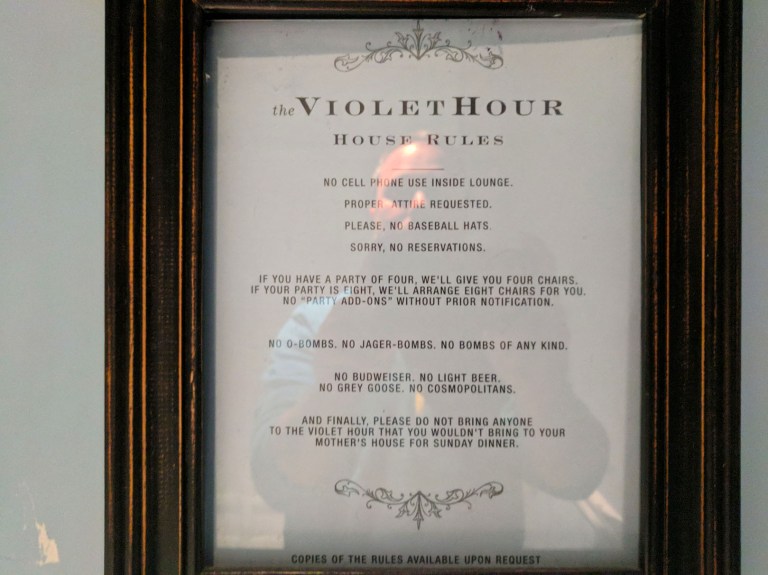 the VIOLET HOUR
HOUSE RULES
NO CELL PHONE USE INSIDE LOUNGE.
PROPER ATTIRE REQUESTED.
PLEASE, NO BASEBALL HATS.
SORRY, NO RESERVATIONS.
IF YOU HAVE A PARTY OF FOUR, WE'LL GIVE YOU FOUR CHAIRS.
IF YOUR PARTY IS EIGHT, WE'LL ARRANGE EIGHT CHAIRS FOR YOU.
NO "PARTY ADD-ONS" WITHOUT PRIOR NOTIFICATION.
NO O-BOMBS. NO JAGER-BOMBS. NO BOMBS OF ANY KIND.
NO BUDWEISER. NO LIGHT BEER.
NO GREY GOOSE. NO COSMOPOLITANS.
AND FINALLY, PLEASE DO NOT BRING ANYONE
TO THE VIOLET HOUR THAT YOU WOULDN'T BRING TO YOUR
MOTHER'S HOUSE FOR SUNDAY DINNER.
COPIES OF THE RULES AVAILABLE UPON REQUEST